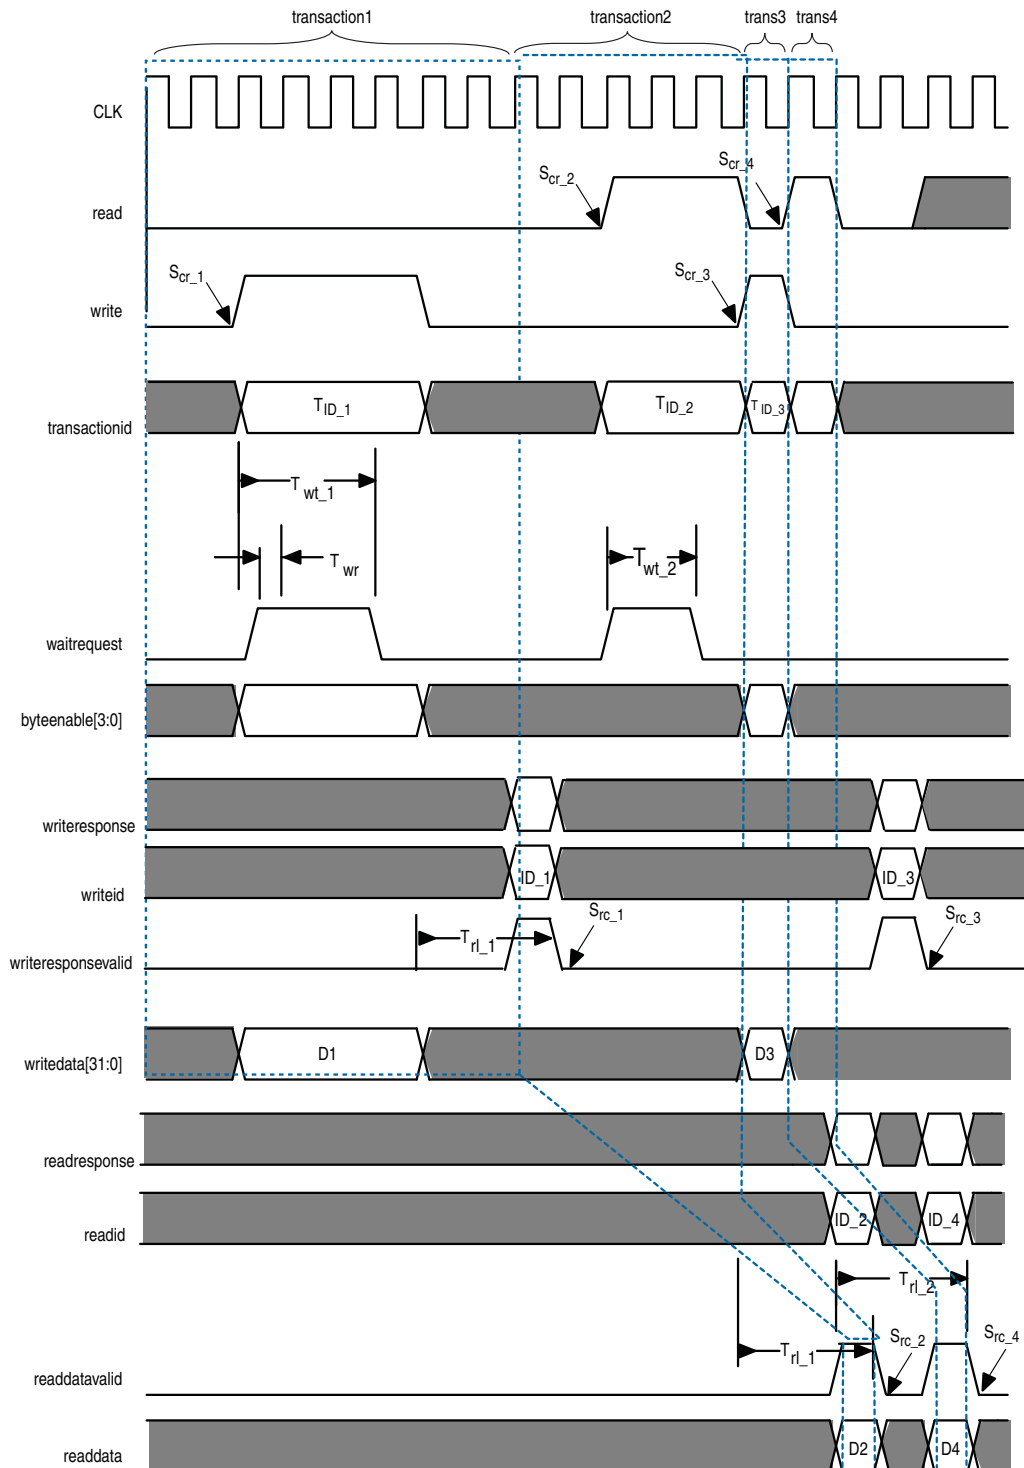 transaction1 transaction2 trans3 trans4
CLK
Scr_4
Scr_2
read
Scr_1 Scr_3
write
TID_1 TID_2 TID_3
transactionid
Twt_1
Twr Twt_2
waitrequest
byteenable[3:0]
writeresponse
writeid ID_1 ID_3
Trl_1 Src_1 Src_3
writeresponsevalid
writedata[31:0] D1 D3
readresponse
readid ID_2 ID_4
Trl_2
Trl_1 Src_2 Src_4
readdatavalid
readdata D2 D4